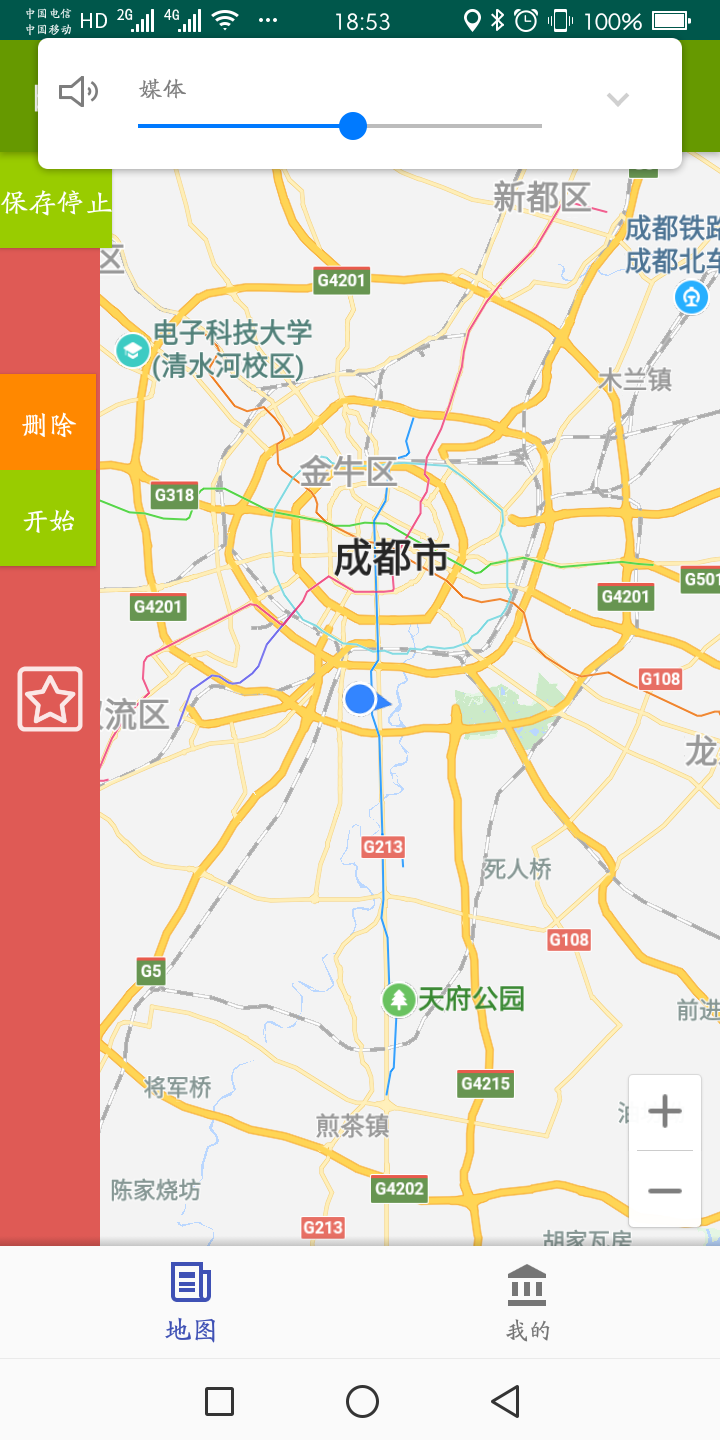 中国电信
中国移动
HD
2G
4G
18:53
100%
媒体
保存停止
新都区
成都铁路
成都北车
区
G4201
电子科技大学
(清水河校区)
木兰镇
金牛区
G318
成都市
G501
G4201
G4201
删除
开始
G108
流区
龙
G213
死人桥
G108
G5
天府公园
前进
将军桥
G4215
煎茶镇
陈家烧坊
G4202
G213
胡家瓦房
地图
我的